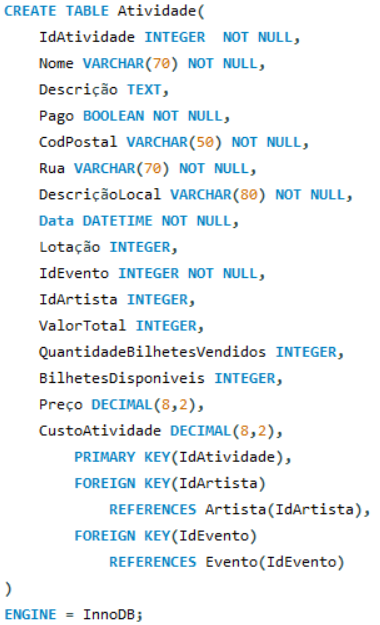 CREATE TABLE Atividade(
IdAtividade INTEGER  NOT NULL,
Nome VARCHAR(70) NOT NULL,
Descrição TEXT,
Pago BOOLEAN NOT NULL,
CodPostal VARCHAR(50) NOT NULL,
Rua VARCHAR(70) NOT NULL,
DescriçãoLocal VARCHAR(80) NOT NULL,
Data DATETIME NOT NULL,
Lotação INTEGER,
IdEvento INTEGER NOT NULL,
IdArtista INTEGER,
ValorTotal INTEGER,
QuantidadeBilhetesVendidos INTEGER,
BilhetesDisponiveis INTEGER,
Preço DECIMAL(8,2),
CustoAtividade DECIMAL(8,2),
PRIMARY KEY(IdAtividade),
FOREIGN KEY(IdArtista)
REFERENCES Artista(IdArtista),
FOREIGN KEY(IdEvento)
REFERENCES Evento(IdEvento)
)
ENGINE = InnoDB;